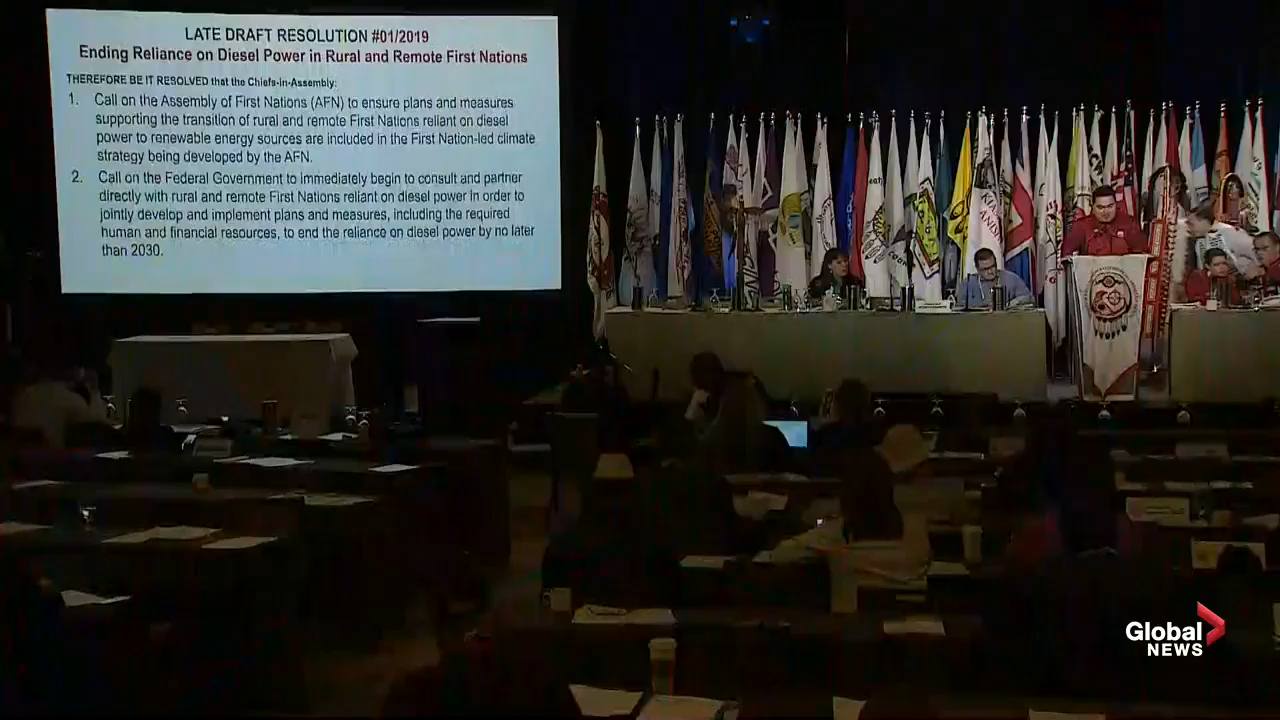 LATE DRAFT RESOLUTION #01/2019
Ending Reliance on Diesel Power in Rural and Remote First Nations
THEREFORE BE IT RESOLVED that the Chiefs-in-Assembly:
1. Call on the Assembly of First Nations (AFN) to ensure plans and measures
supporting the transition of rural and remote First Nations reliant on diesel
power to renewable energy sources are included in the First Nation-led climate
strategy being developed by the AFN.
2. Call on the Federal Government to immediately begin to consult and partner
directly with rural and remote First Nations reliant on diesel power in order to
jointly develop and implement plans and measures, including the required
human and financial resources, to end the reliance on diesel power by no later
than 2030.
Global
NEWS